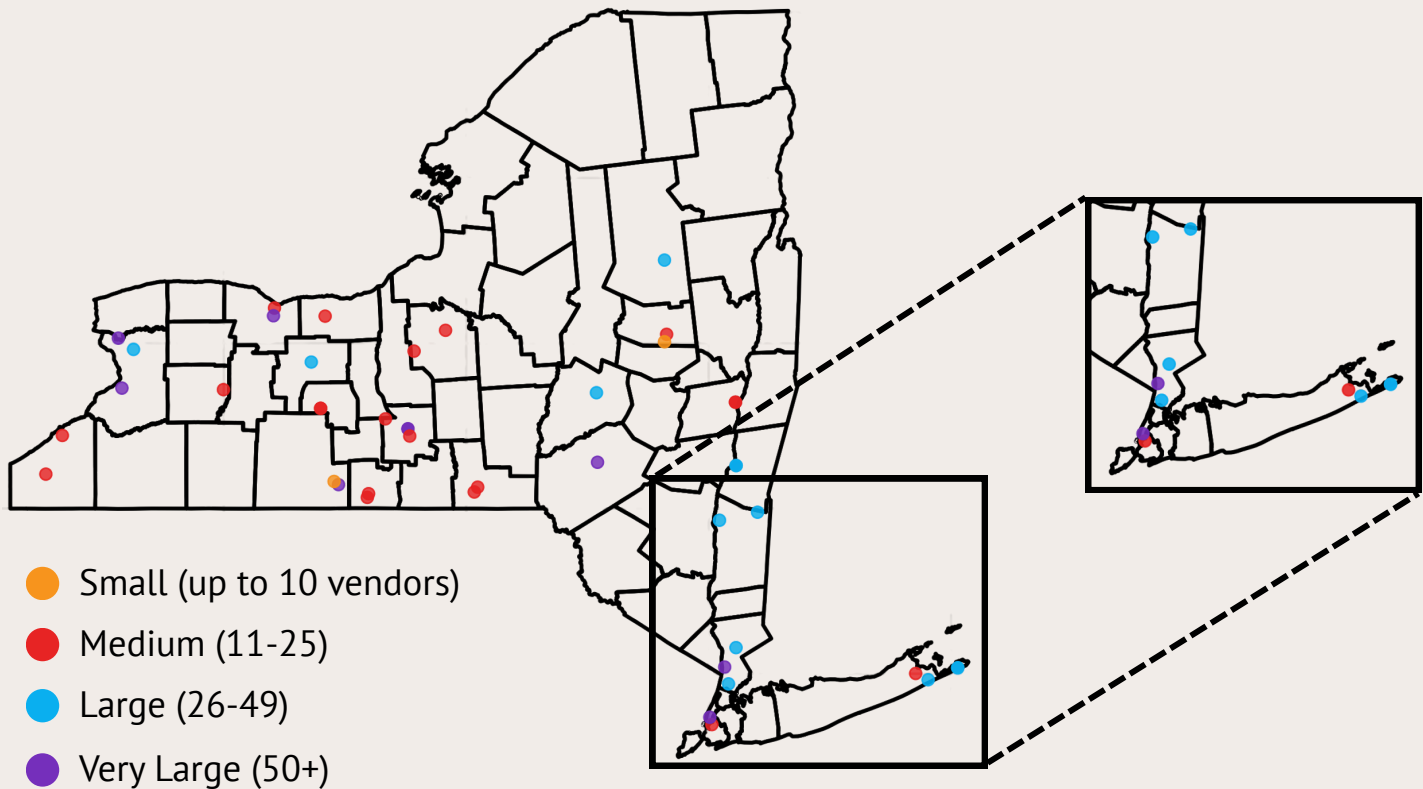 Small (up to 10 vendors)
Medium (11-25)
Large (26-49)
Very Large (50+)